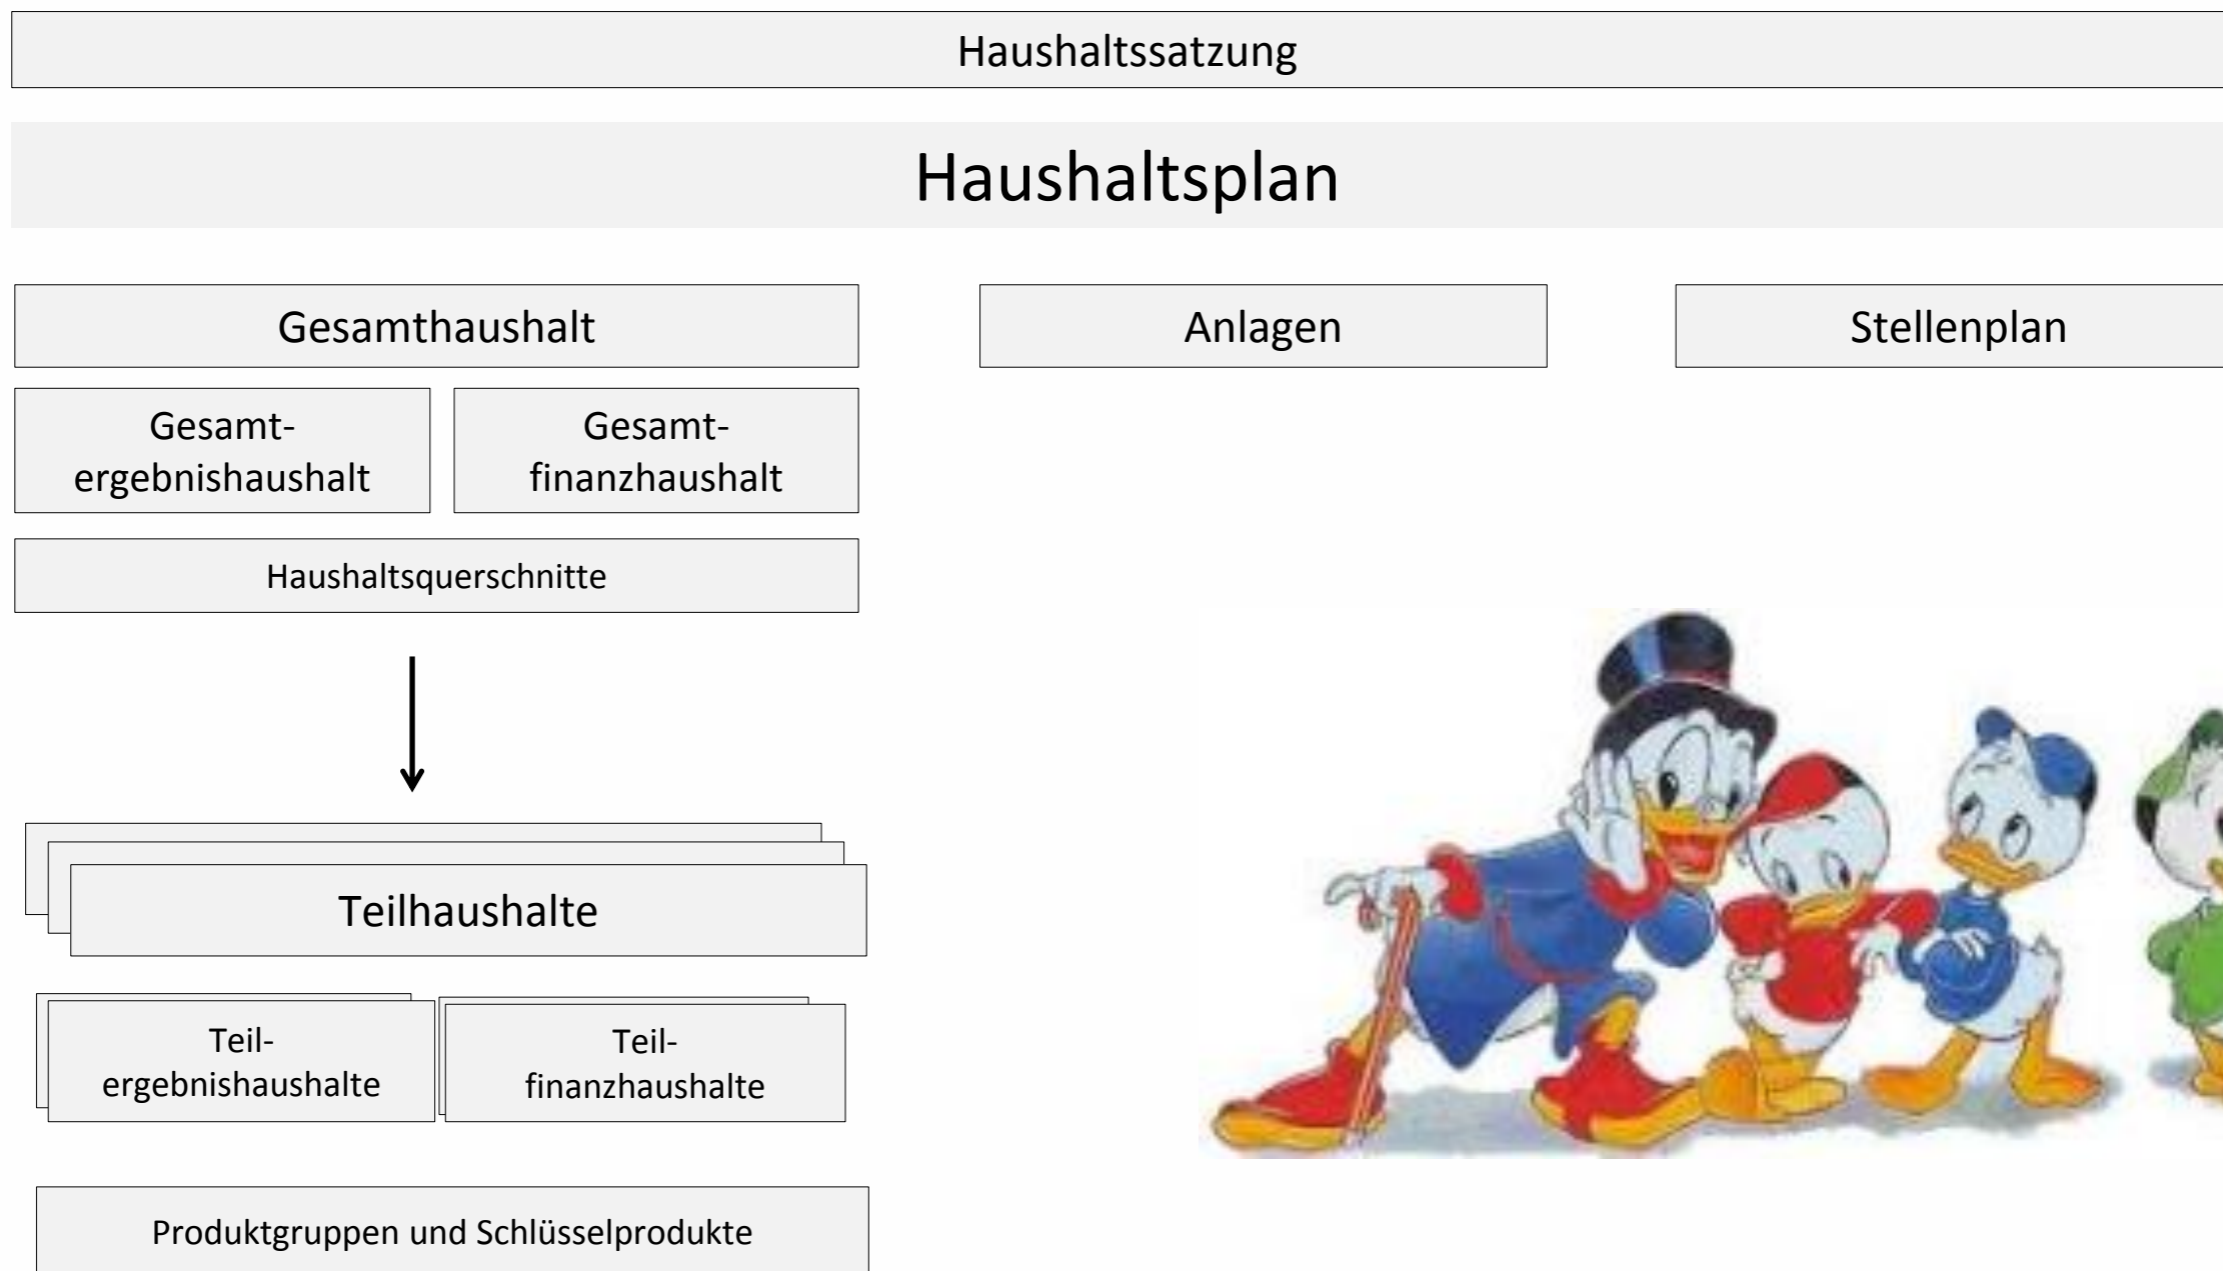 Haushaltssatzung
Haushaltsplan
Gesamthaushalt
Anlagen
Stellenplan
Gesamt-
ergebnishaushalt
Gesamt-
finanzhaushalt
Haushaltsquerschnitte
Teilhaushalte
Teil-
ergebnishaushalte
Teil-
finanzhaushalte
Produktgruppen und Schlüsselprodukte